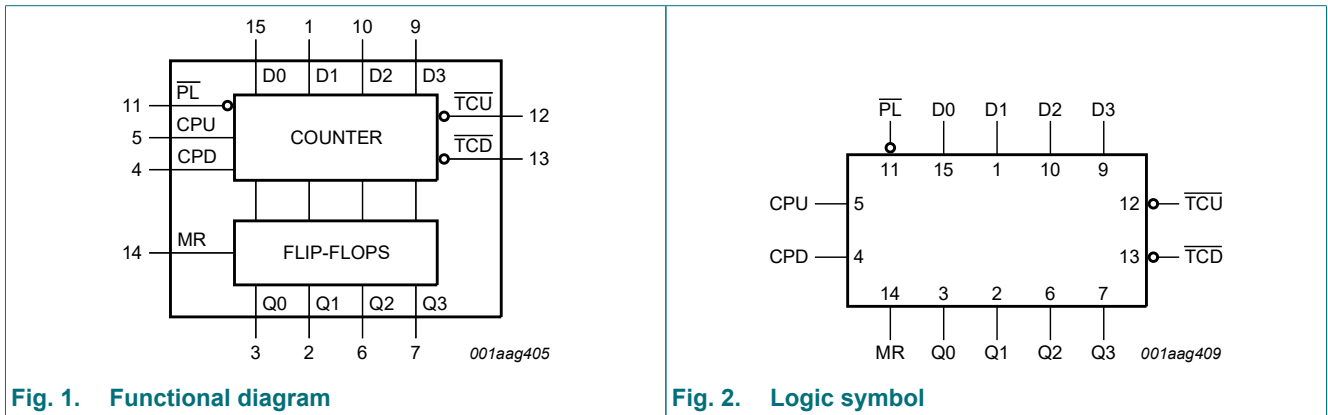 15 1 10 9
D0 D1 D2 D3
11 PL
5 CPU
4 CPD
COUNTER
TCU 12
TCD 13
14 MR
FLIP-FLOPS
Q0 Q1 Q2 Q3
3 2 6 7
001aag405
Fig. 1. Functional diagram
PL D0 D1 D2 D3
11 15 1 10 9
CPU 5
CPD 4
12 TCU
13 TCD
14 3 2 6 7
MR Q0 Q1 Q2 Q3
001aag409
Fig. 2. Logic symbol